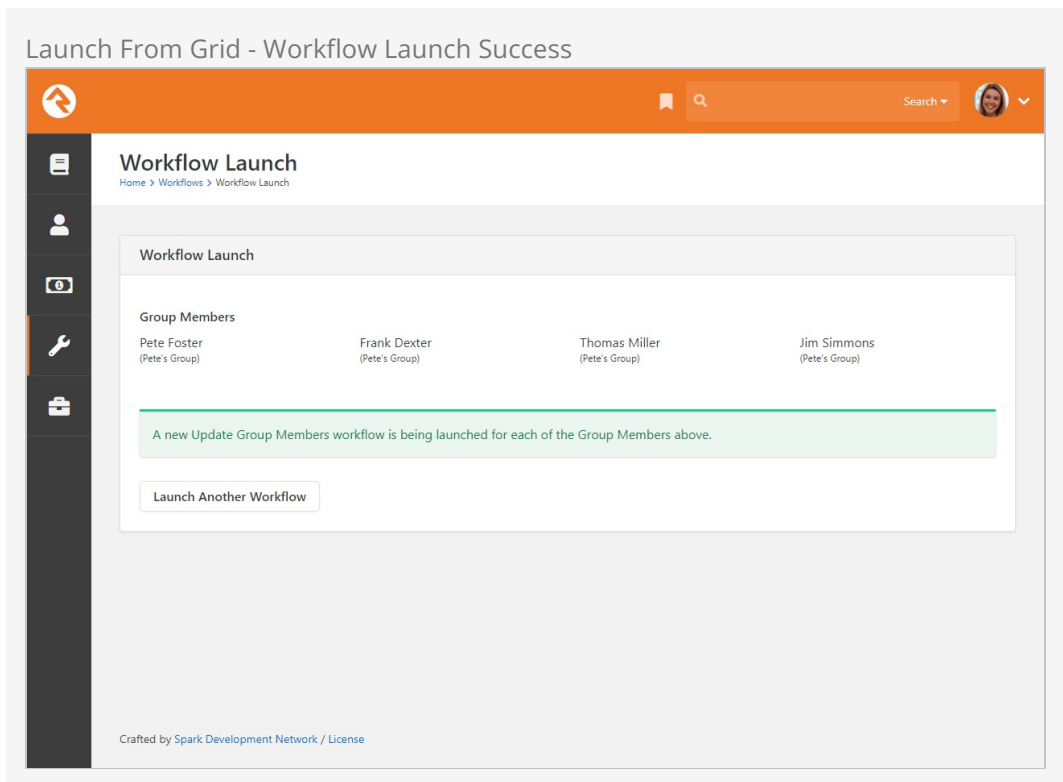 Launch From Grid - Workflow Launch Success
Search
Workflow Launch
Home > Workflows > Workflow Launch
Workflow Launch
Group Members
Pete Foster Frank Dexter Thomas Miller Jim Simmons
(Pete's Group) (Pete's Group) (Pete's Group) (Pete's Group)
A new Update Group Members workflow is being launched for each of the Group Members above.
Launch Another Workflow
Crafted by Spark Development Network / License